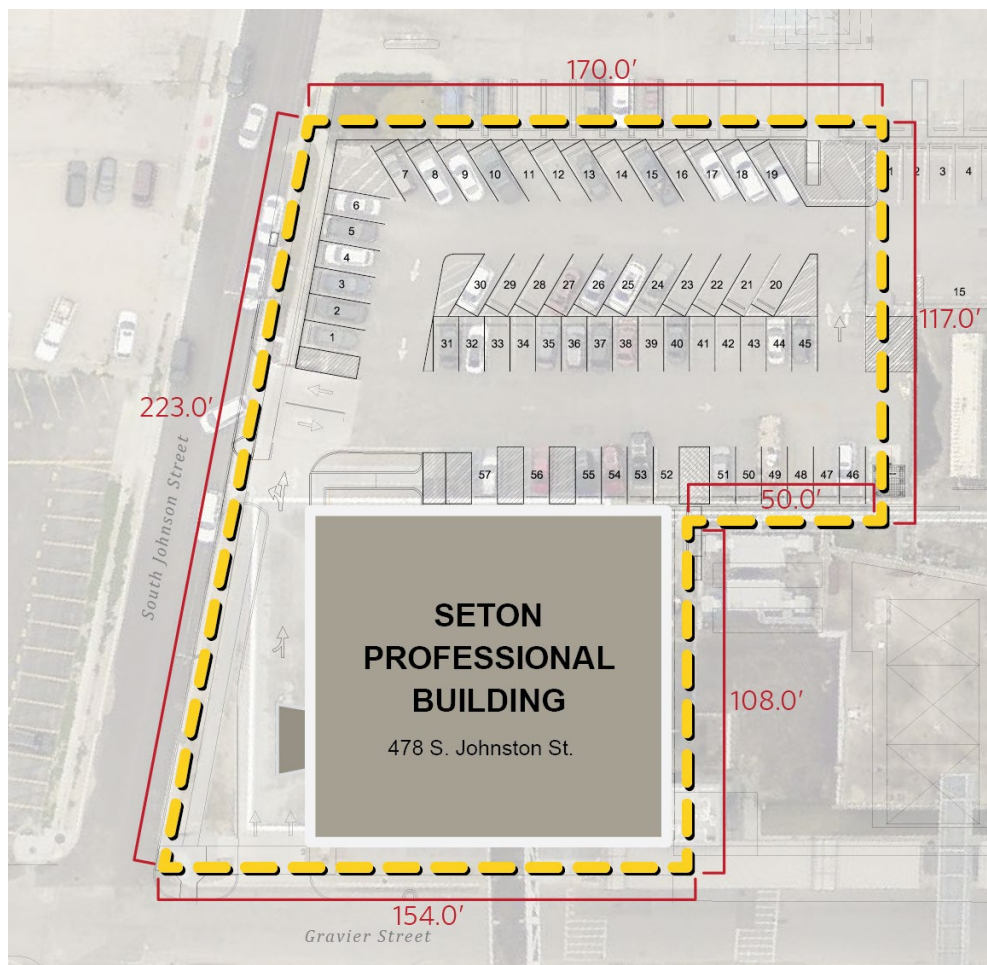 170.0'
7 8 9 10 11 12 13 14 15 16 17 18 19
1 2 3 4
6
5
4
3
2
1
30 29 28 27 26 25 24 23 22 21 20
15
117.0'
31 32 33 34 35 36 37 38 39 40 41 42 43 44 45
223.0'
57 56 55 54 53 52 51 50 49 48 47 46
50.0'
South Johnson Street
SETON
PROFESSIONAL
BUILDING
478 S. Johnston St.
108.0'
154.0'
Gravier Street